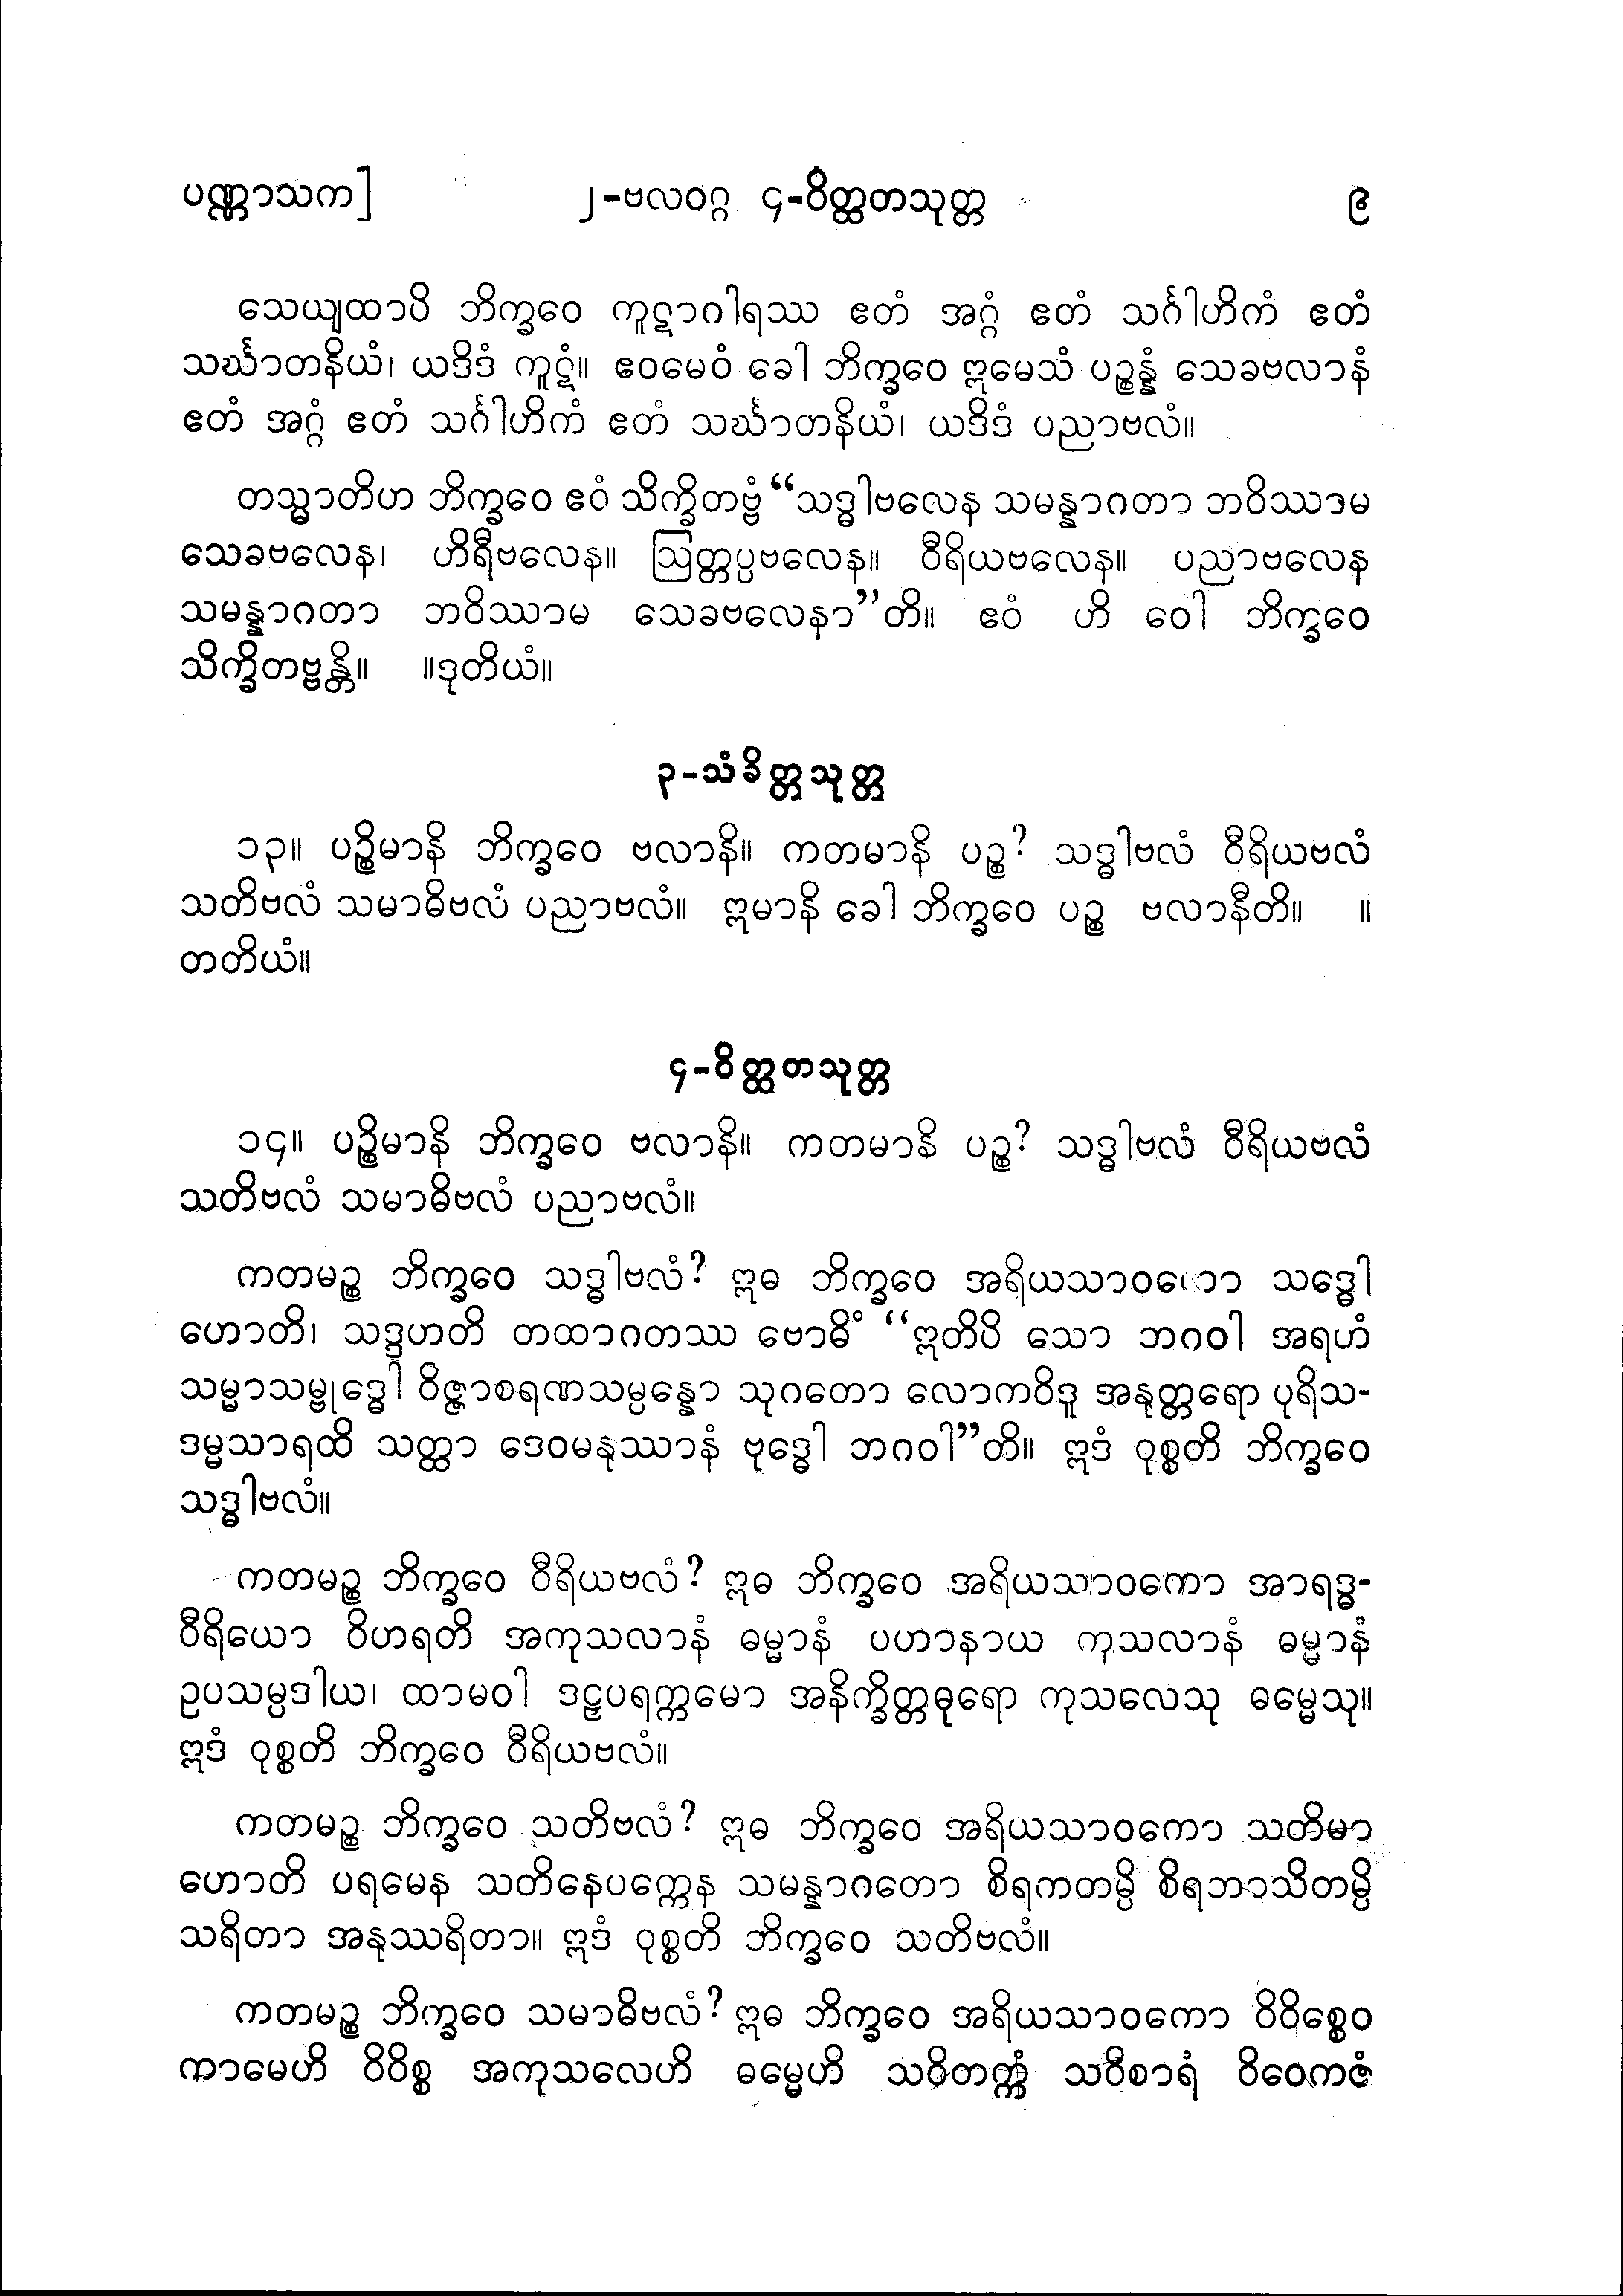 ပဏ္ဏာသက] ၂-ဗလဝဂ္ဂ ၄-ဝိတ္ထတသုတ္တ ၉
သေယျထာပိ ဘိက္ခဝေ ကူဋာဂါရဿ ဧတံ အဂ္ဂံ ဧတံ သင်္ဂါဟိကံ ဧတံ
သင်္ဃာတနိယံ၊ ယဒိဒံ ကူဋံ။ ဧဝမေဝံ ခေါ ဘိက္ခဝေ ဣမေသံ ပဉ္စန္နံ သေခဗလာနံ
ဧတံ အဂ္ဂံ ဧတံ သင်္ဂါဟိကံ ဧတံ သင်္ဃာတနိယံ၊ ယဒိဒံ ပညာဗလံ။
တသ္မာတိဟ ဘိက္ခဝေ ဧဝံ သိက္ခိတဗ္ဗံ “သဒ္ဓါဗလေန သမန္နာဂတာ ဘဝိဿာမ
သေခဗလေန၊ ဟိရီဗလေန။ ဩတ္တပ္ပဗလေန။ ဝီရိယဗလေန။ ပညာဗလေန
သမန္နာဂတာ ဘဝိဿာမ သေခဗလေနာ”တိ။ ဧဝံ ဟိ ဝေါ ဘိက္ခဝေ
သိက္ခိတဗ္ဗန္တိ။ ။ဒုတိယံ။
၃-သံခိတ္တသုတ္တ
၁၃။ ပဉ္စိမာနိ ဘိက္ခဝေ ဗလာနိ။ ကတမာနိ ပဉ္စ? သဒ္ဓါဗလံ ဝီရိယဗလံ
သတိဗလံ သမာဓိဗလံ ပညာဗလံ။ ဣမာနိ ခေါ ဘိက္ခဝေ ပဉ္စ ဗလာနီတိ။ ။
တတိယံ။
၄-ဝိတ္ထတသုတ္တ
၁၄။ ပဉ္စိမာနိ ဘိက္ခဝေ ဗလာနိ။ ကတမာနိ ပဉ္စ? သဒ္ဓါဗလံ ဝီရိယဗလံ
သတိဗလံ သမာဓိဗလံ ပညာဗလံ။
ကတမဉ္စ ဘိက္ခဝေ သဒ္ဓါဗလံ? ဣဓ ဘိက္ခဝေ အရိယသာဝကော သဒ္ဓေါ
ဟောတိ၊ သဒ္ဒဟတိ တထာဂတဿ ဗောဓိံ “ဣတိပိ သော ဘဂဝါ အရဟံ
သမ္မာသမ္ဗုဒ္ဓေါ ဝိဇ္ဇာစရဏသမ္ပန္နော သုဂတော လောကဝိဒူ အနုတ္တရော ပုရိသ-
ဒမ္မသာရထိ သတ္ထာ ဒေဝမနုဿာနံ ဗုဒ္ဓေါ ဘဂဝါ”တိ။ ဣဒံ ဝုစ္စတိ ဘိက္ခဝေ
သဒ္ဓါဗလံ။
ကတမဉ္စ ဘိက္ခဝေ ဝီရိယဗလံ? ဣဓ ဘိက္ခဝေ အရိယသာဝကော အာရဒ္ဓ-
ဝီရိယော ဝိဟရတိ အကုသလာနံ ဓမ္မာနံ ပဟာနာယ ကုသလာနံ ဓမ္မာနံ
ဥပသမ္ပဒါယ၊ ထာမဝါ ဒဠှပရက္ကမော အနိက္ခိတ္တဓုရော ကုသလေသု ဓမ္မေသု။
ဣဒံ ဝုစ္စတိ ဘိက္ခဝေ ဝီရိယဗလံ။
ကတမဉ္စ ဘိက္ခဝေ သတိဗလံ? ဣဓ ဘိက္ခဝေ အရိယသာဝကော သတိမာ
ဟောတိ ပရမေန သတိနေပက္ကေန သမန္နာဂတော စိရကတမ္ပိ စိရဘာသိတမ္ပိ
သရိတာ အနုဿရိတာ။ ဣဒံ ဝုစ္စတိ ဘိက္ခဝေ သတိဗလံ။
ကတမဉ္စ ဘိက္ခဝေ သမာဓိဗလံ? ဣဓ ဘိက္ခဝေ အရိယသာဝကော ဝိဝိစ္စေဝ
ကာမေဟိ ဝိဝိစ္စ အကုသလေဟိ ဓမ္မေဟိ သဝိတက္ကံ သဝိစာရံ ဝိဝေကဇံ